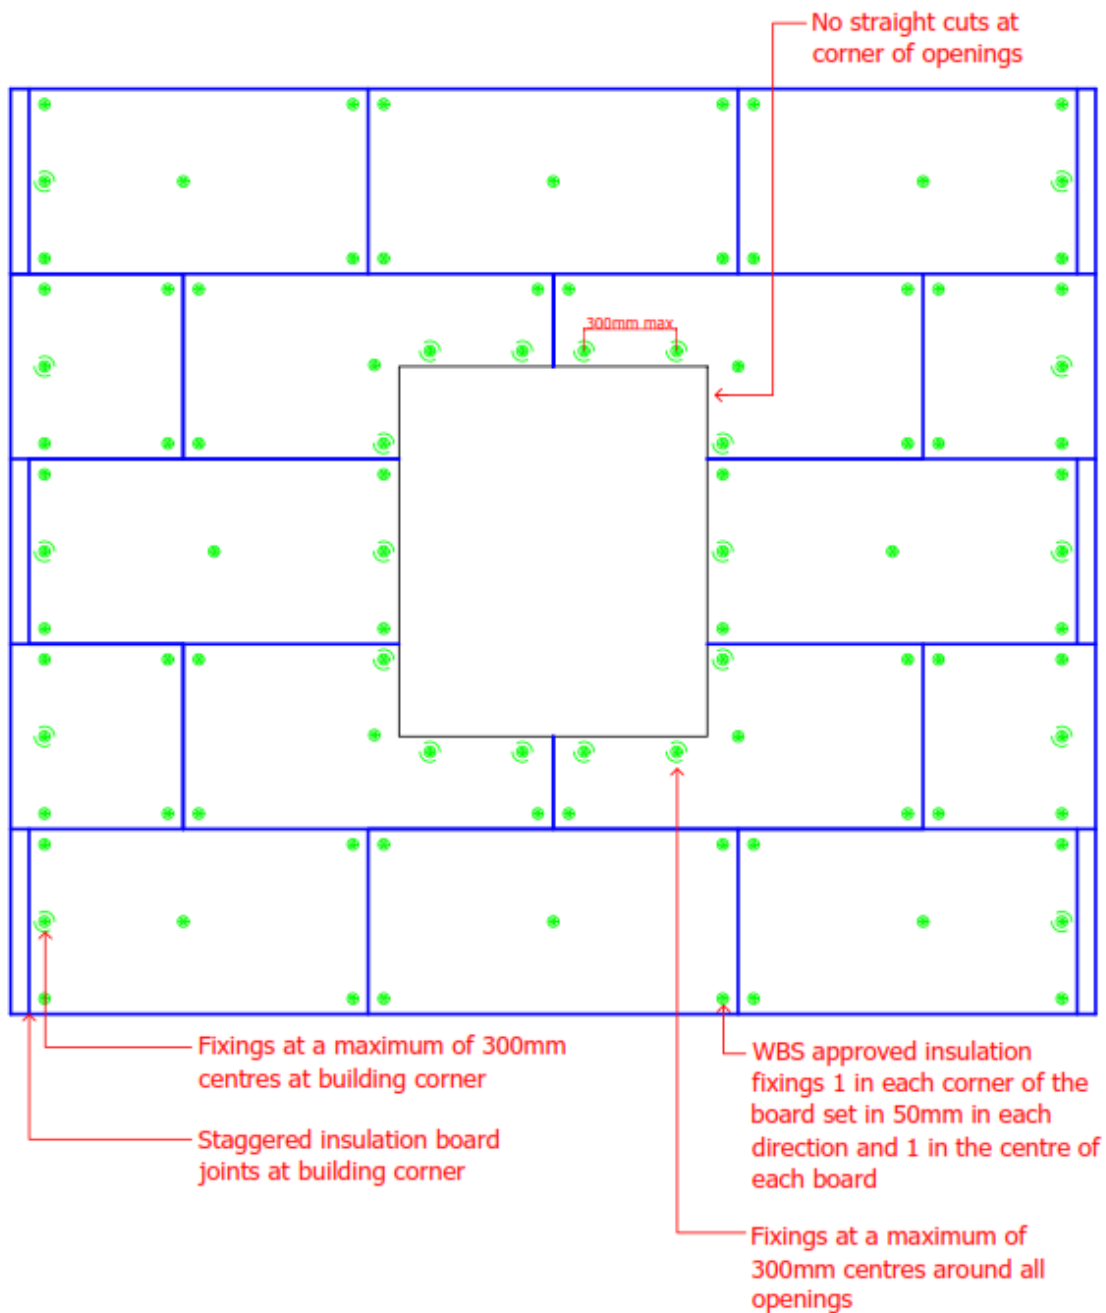 No straight cuts at
corner of openings
300mm max
Fixings at a maximum of 300mm
centres at building corner
Staggered insulation board
joints at building corner
WBS approved insulation
fixings 1 in each corner of the
board set in 50mm in each
direction and 1 in the centre of
each board
Fixings at a maximum of
300mm centres around all
openings